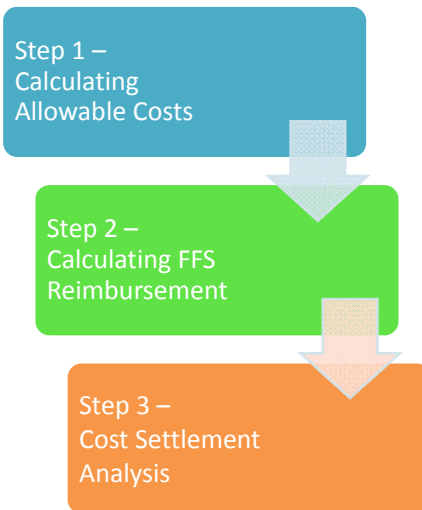 Step 1 –
Calculating
Allowable Costs
Step 2 –
Calculating FFS
Reimbursement
Step 3 –
Cost Settlement
Analysis